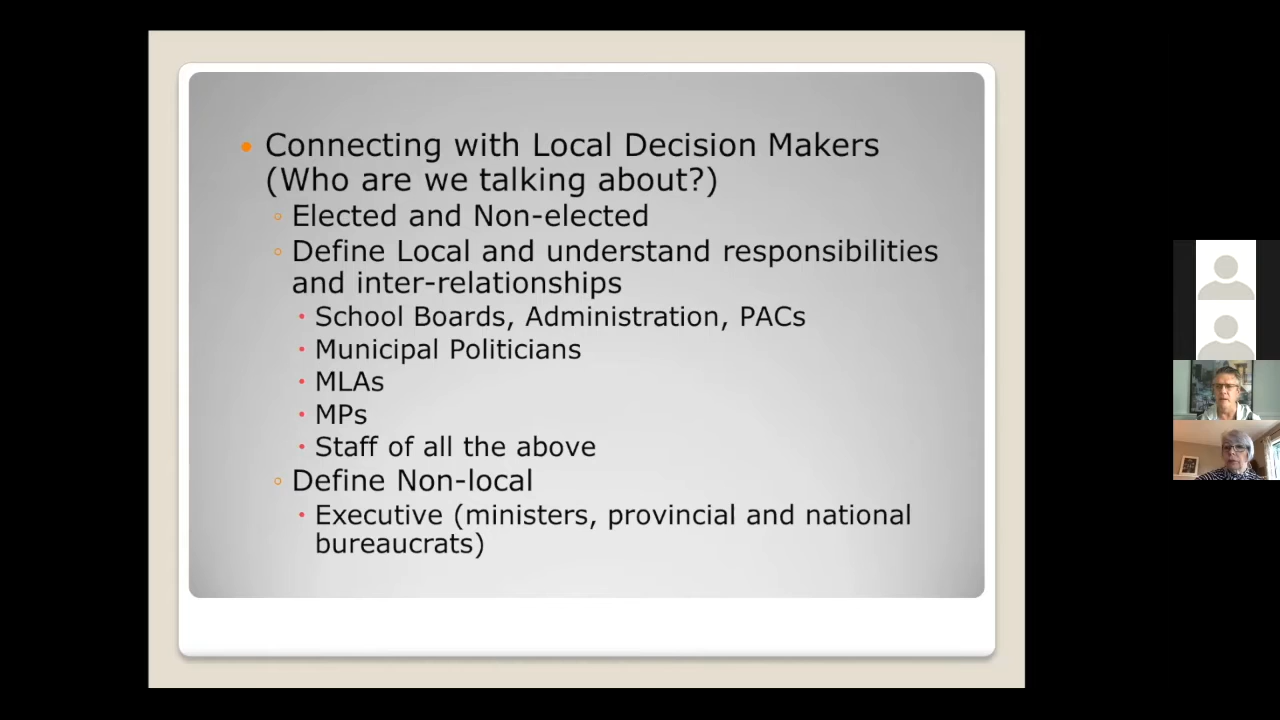 Connecting with Local Decision Makers
(Who are we talking about?)
Elected and Non-elected
Define Local and understand responsibilities
and inter-relationships
School Boards, Administration, PACs
Municipal Politicians
MLAs
MPs
Staff of all the above
Define Non-local
Executive (ministers, provincial and national
bureaucrats)